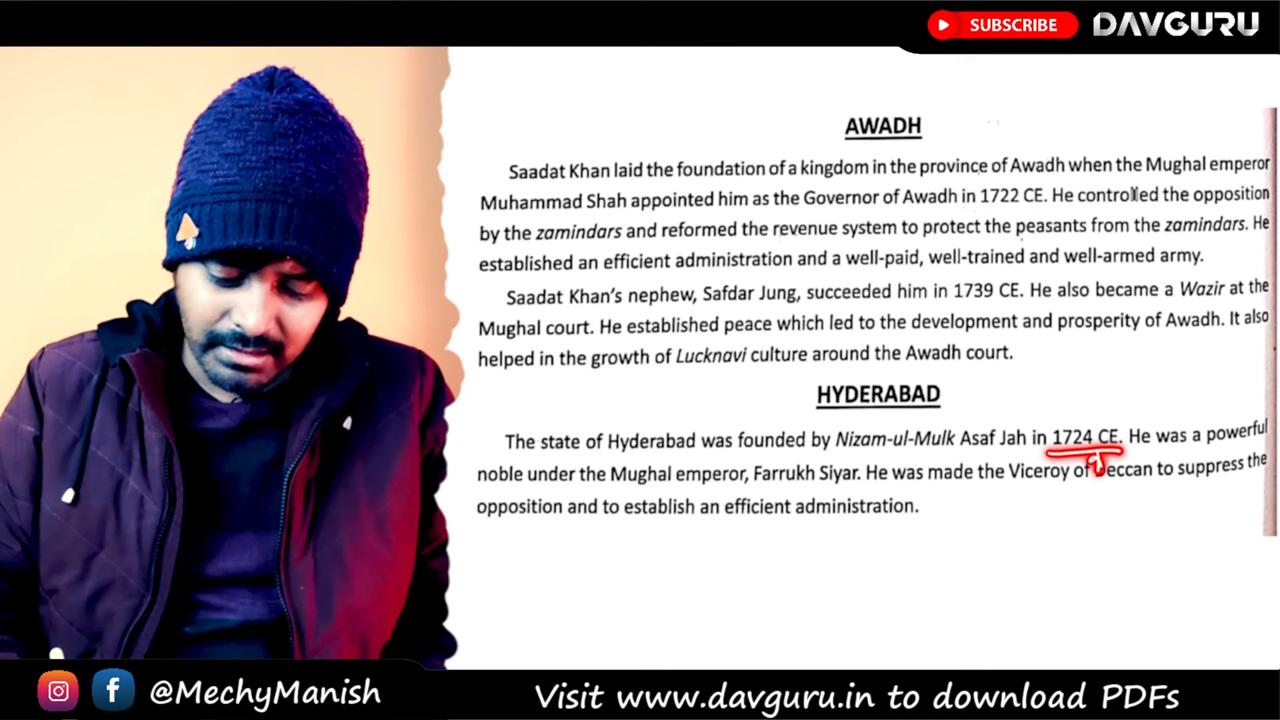 SUBSCRIBE DAVGURU
AWADH
Saadat Khan laid the foundation of a kingdom in the province of Awadh when the Mughal emperor
Muhammad Shah appointed him as the Governor of Awadh in 1722 CE. He controlled the opposition
by the zamindars and reformed the revenue system to protect the peasants from the zamindars. He
established an efficient administration and a well-paid, well-trained and well-armed army.
Saadat Khan's nephew, Safdar Jung, succeeded him in 1739 CE. He also became a Wazir at the
Mughal court. He established peace which led to the development and prosperity of Awadh. It also
helped in the growth of Lucknavi culture around the Awadh court.
HYDERABAD
The state of Hyderabad was founded by Nizam-ul-Mulk Asaf Jah in 1724 CE. He was a powerful
noble under the Mughal emperor, Farrukh Siyar. He was made the Viceroy of Deccan to suppress the
opposition and to establish an efficient administration.
@MechyManish Visit www.davguru.in to download PDFs